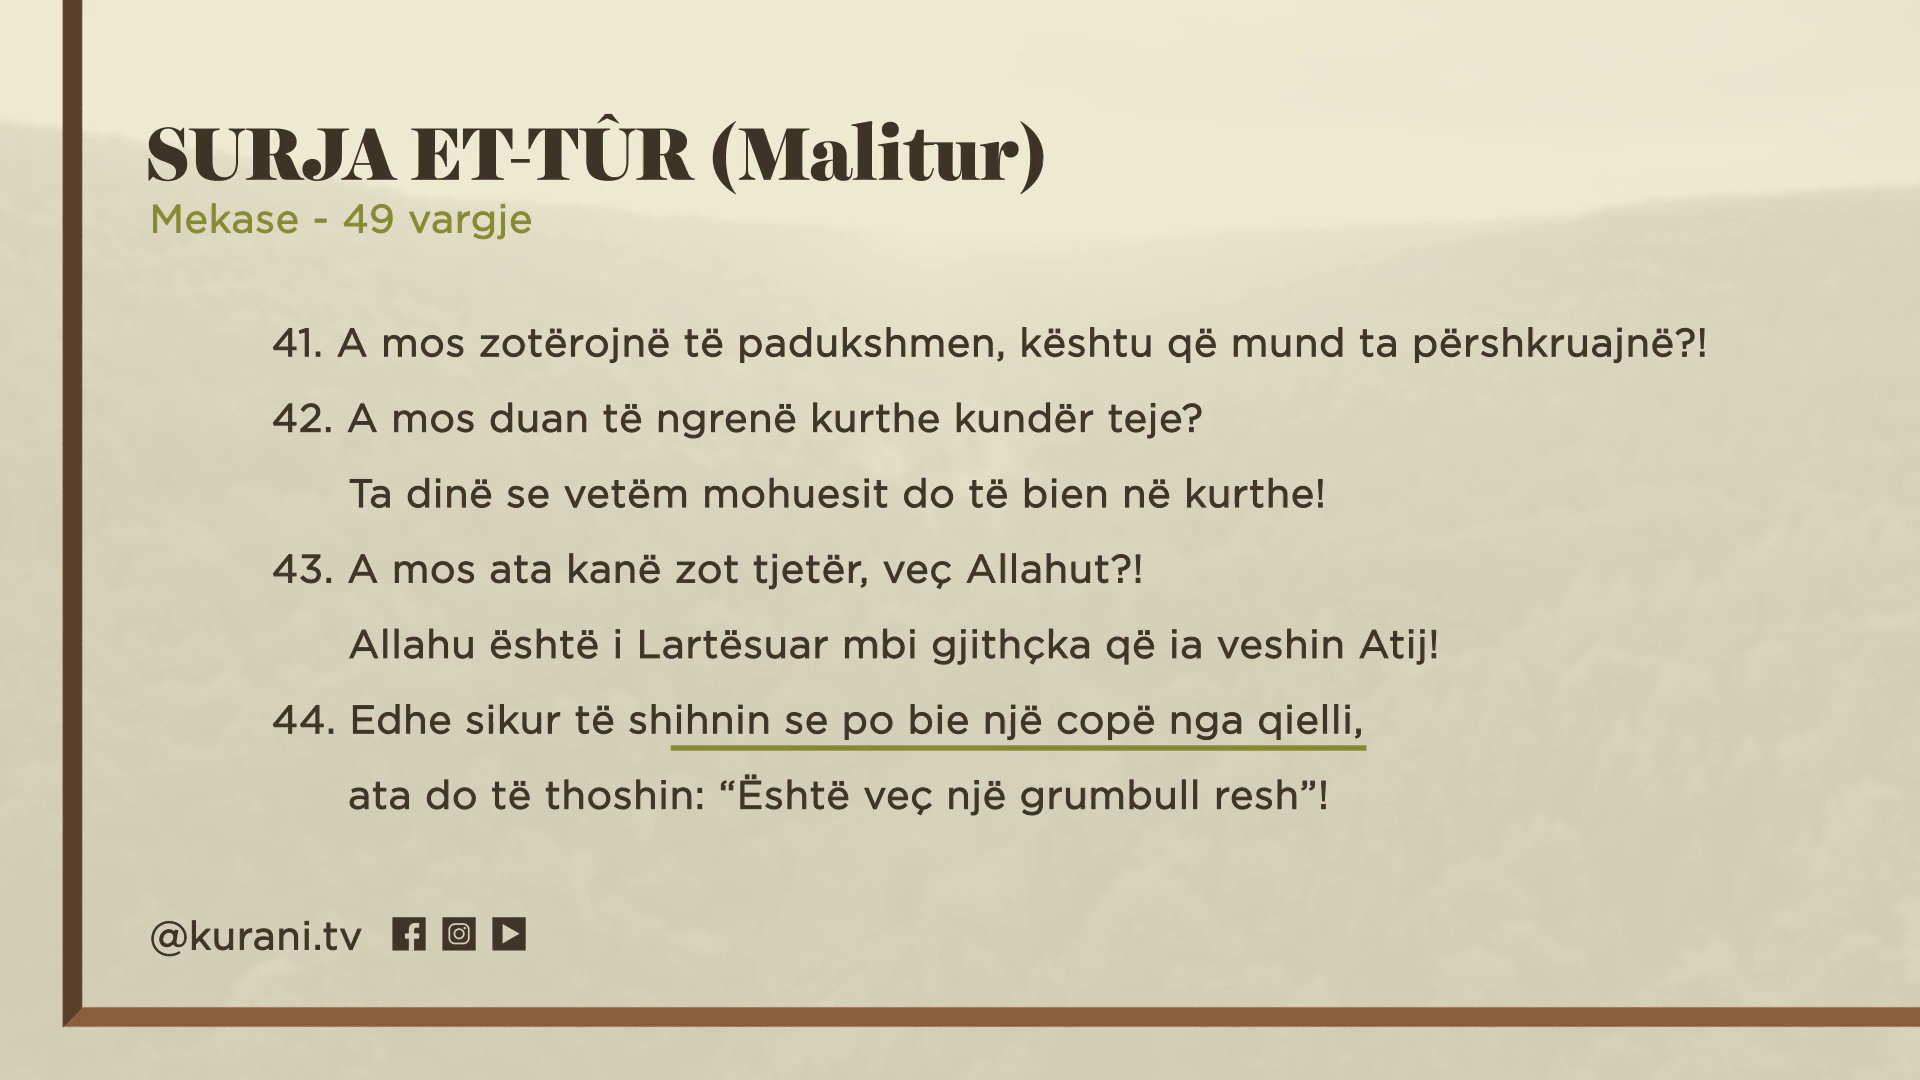 SURJA ET-TÛR (Malitur)
Mekase - 49 vargje
41. A mos zotërojnë të padukshmen, kështu që mund ta përshkruajnë?!
42. A mos duan të ngrenë kurthe kundër teje?
Ta dinë se vetëm mohuesit do të bien në kurthe!
43. A mos ata kanë zot tjetër, veç Allahut?!
Allahu është i Lartësuar mbi gjithçka që ia veshin Atij!
44. Edhe sikur të shihnin se po bie një copë nga qielli,
ata do të thoshin: “Është veç një grumbull resh”!
@kurani.tv